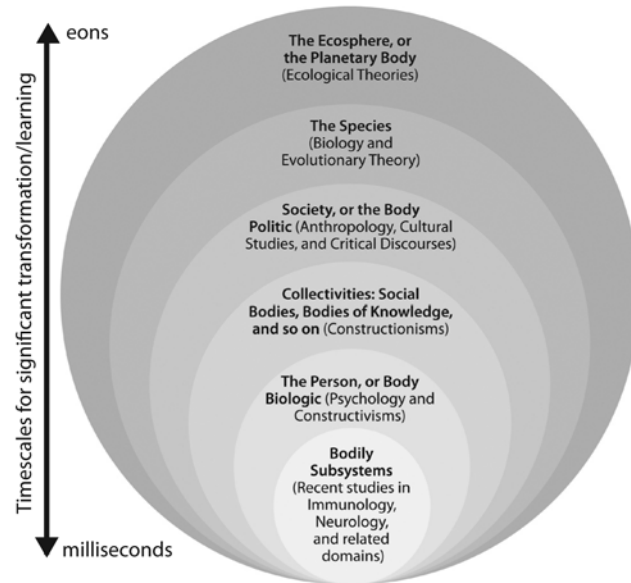 eons
Timescales for significant transformation/learning
milliseconds
The Ecosphere, or
the Planetary Body
(Ecological Theories)
The Species
(Biology and
Evolutionary Theory)
Society, or the Body
Politic (Anthropology, Cultural
Studies, and Critical Discourses)
Collectivities: Social
Bodies, Bodies of Knowledge,
and so on (Constructionisms)
The Person, or Body
Biologic (Psychology and
Constructivisms)
Bodily
Subsystems
(Recent studies in
Immunology,
Neurology,
and related
domains)